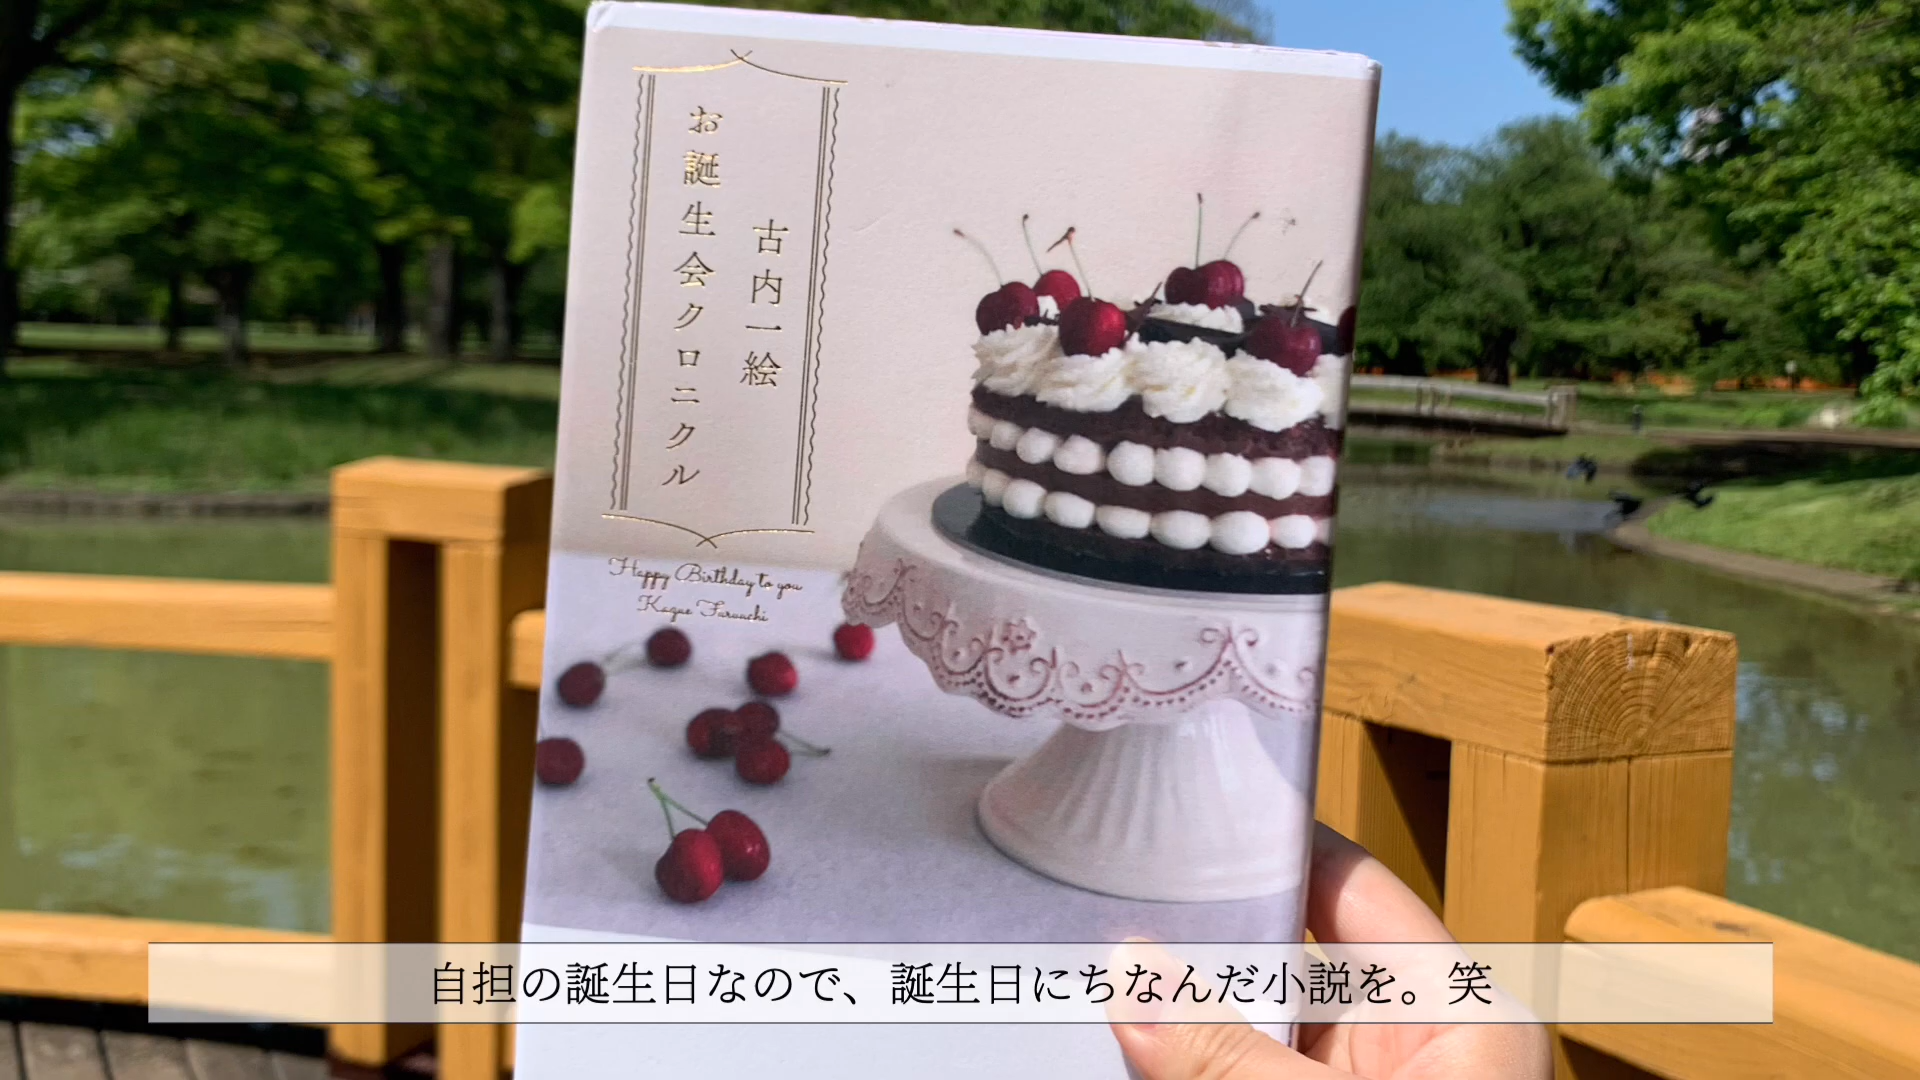 古内一絵
お誕生会クロニクル
Happy Birthday to you
Kazue Furuuchi
自担の誕生日なので、誕生日にちなんだ小説を。笑